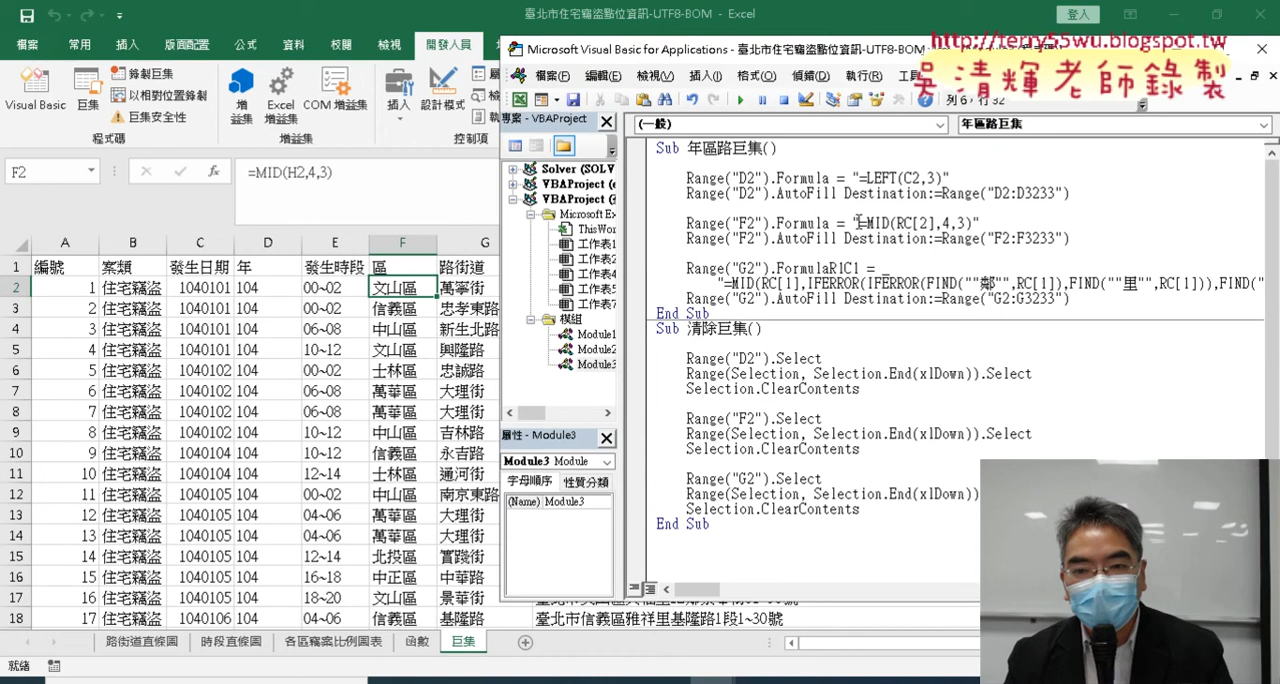 臺北市住宅竊盜點位資訊-UTF8-BOM - Excel
登入
檔案 常用 插入 版面配置 公式 資料 校閱 檢視 開發人員
http://terry55wu.blogspot.tw
吳清輝老師錄製
Microsoft Visual Basic for Applications - 臺北市住宅竊盜點位資訊-UTF8-BOM
檔案(F) 編輯(E) 檢視(V) 插入(I) 格式(O) 偵錯(D) 執行(R)
Visual Basic 巨集
錄製巨集
以相對位置錄製
巨集安全性
程式碼
增益集
Excel 增益集
COM 增益集
增益集
插入 設計模式
控制項
F2
=MID(H2,4,3)
專案 - VBAProject
Solver (SOLV
VBAProject (e
VBAProject (
Microsoft Ex
ThisWor
工作表1
工作表2
工作表4
工作表5
工作表7
模組
Module1
Module2
Module3
屬性 - Module3
Module3 Module
字母順序 性質分類
(Name) Module3
(一般)
年區路巨集
Sub 年區路巨集()
Range("D2").Formula = "=LEFT(C2,3)"
Range("D2").AutoFill Destination:=Range("D2:D3233")
Range("F2").Formula = "=MID(RC[2],4,3)"
Range("F2").AutoFill Destination:=Range("F2:F3233")
Range("G2").FormulaR1C1 = _
"=MID(RC[1],IFERROR(IFERROR(FIND(""鄰"",RC[1]),FIND(""里"",RC[1])),FIND(""
Range("G2").AutoFill Destination:=Range("G2:G3233")
End Sub
Sub 清除巨集()
Range("D2").Select
Range(Selection, Selection.End(xlDown)).Select
Selection.ClearContents
Range("F2").Select
Range(Selection, Selection.End(xlDown)).Select
Selection.ClearContents
Range("G2").Select
Range(Selection, Selection.End(xlDown))
Selection.ClearContents
End Sub
A B C D E F G
1 編號 案類 發生日期 年 發生時段 區 路街道
2 1 住宅竊盜 1040101 104 00~02 文山區 萬寧街
3 2 住宅竊盜 1040101 104 00~02 信義區 忠孝東路
4 3 住宅竊盜 1040101 104 06~08 中山區 新生北路
5 4 住宅竊盜 1040101 104 10~12 文山區 興隆路
6 5 住宅竊盜 1040102 104 00~02 士林區 忠誠路
7 6 住宅竊盜 1040102 104 06~08 萬華區 大理街
8 7 住宅竊盜 1040102 104 06~08 萬華區 大理街
9 8 住宅竊盜 1040102 104 10~12 中山區 吉林路
10 9 住宅竊盜 1040104 104 10~12 信義區 永吉路
11 10 住宅竊盜 1040104 104 12~14 士林區 通河街
12 11 住宅竊盜 1040105 104 00~02 中山區 南京東路
13 12 住宅竊盜 1040105 104 04~06 萬華區 大理街
14 13 住宅竊盜 1040105 104 04~06 萬華區 大理街
15 14 住宅竊盜 1040105 104 12~14 北投區 實踐街
16 15 住宅竊盜 1040105 104 16~18 中正區 中華路
17 16 住宅竊盜 1040105 104 18~20 文山區 景華街
18 17 住宅竊盜 1040106 104 04~06 信義區 基隆路 臺北市信義區雅祥里基隆路1段1~30號
路街道直條圖 時段直條圖 各區竊案比例圖表 函數 巨集
就緒